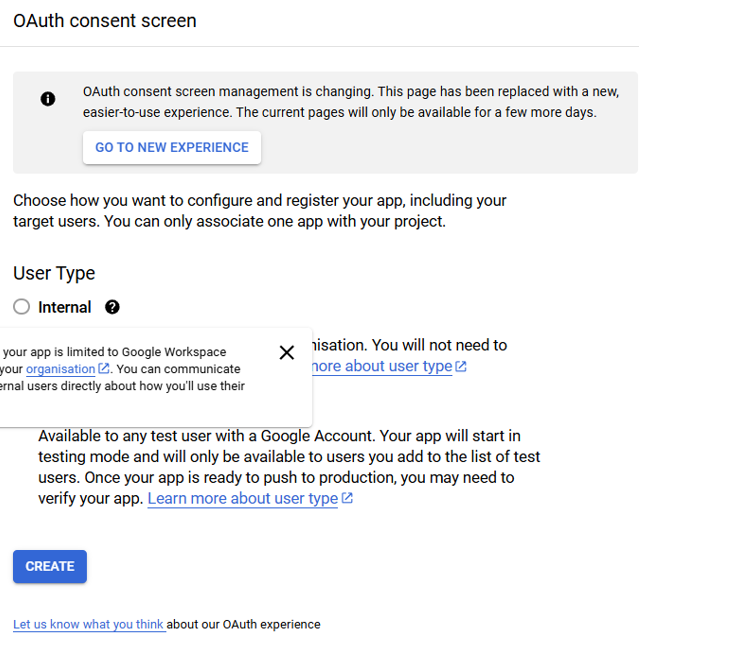 OAuth consent screen
OAuth consent screen management is changing. This page has been replaced with a new,
easier-to-use experience. The current pages will only be available for a few more days.
GO TO NEW EXPERIENCE
Choose how you want to configure and register your app, including your
target users. You can only associate one app with your project.
User Type
Internal
your app is limited to Google Workspace
your organisation. You can communicate
users directly about how you'll use their
You will not need to
about user type
Available to any test user with a Google Account. Your app will start in
testing mode and will only be available to users you add to the list of test
users. Once your app is ready to push to production, you may need to
verify your app. Learn more about user type
CREATE
Let us know what you think about our OAuth experience